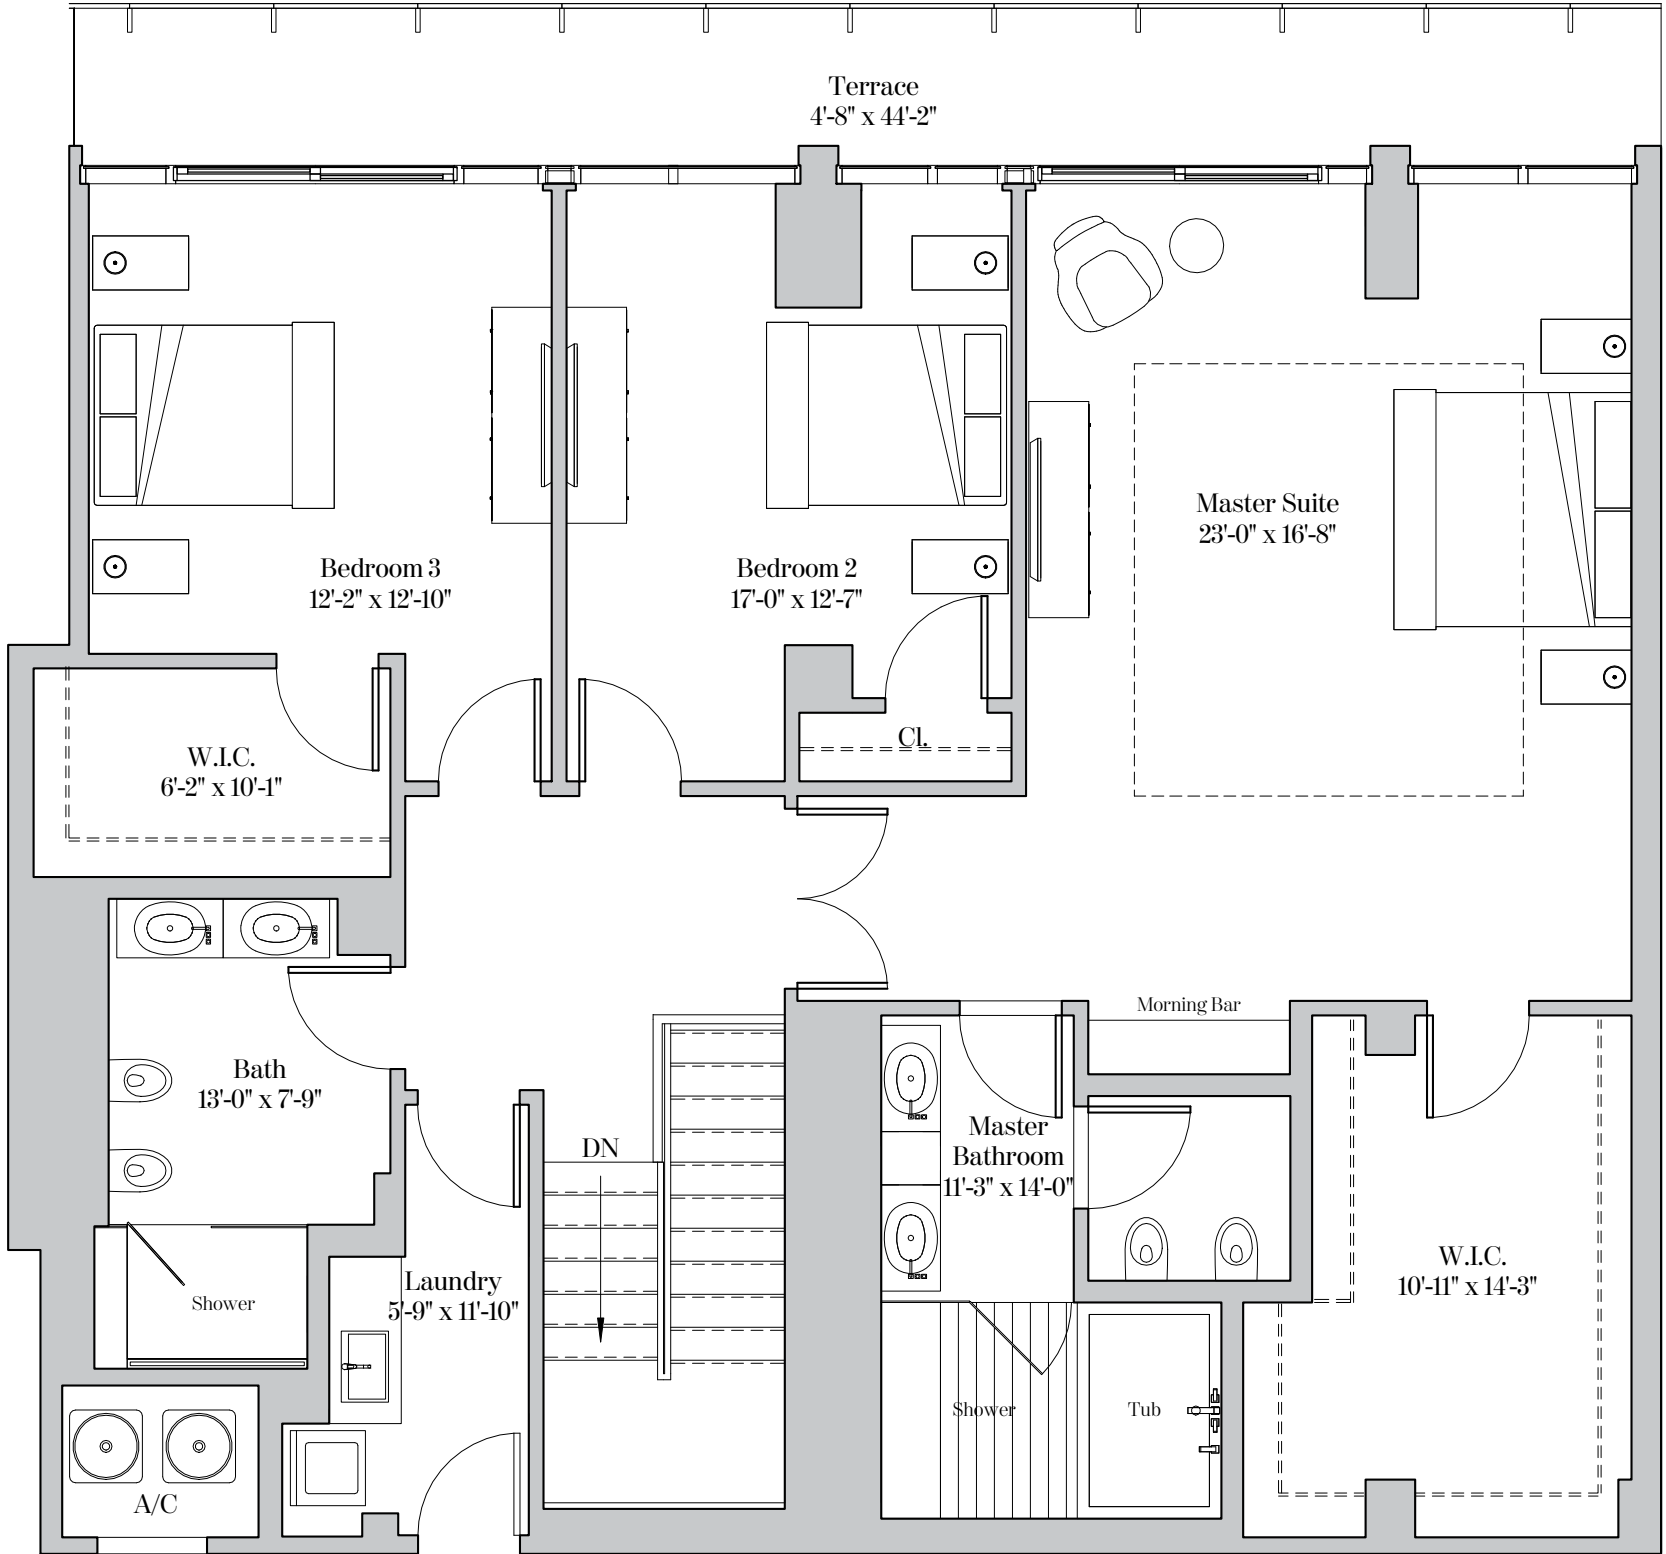 Terrace
4'-8" x 44'-2"
Master Suite
23'-0" x 16'-8"
Bedroom 3
12'-2" x 12'-10"
Bedroom 2
17'-0" x 12'-7"
Cl.
W.I.C.
6'-2" x 10'-1"
Morning Bar
Bath
13'-0" x 7'-9"
DN
Master
Bathroom
11'-3" x 14'-0"
W.I.C.
10'-11" x 14'-3"
Laundry
5'-9" x 11'-10"
Shower
Shower
Tub
A/C